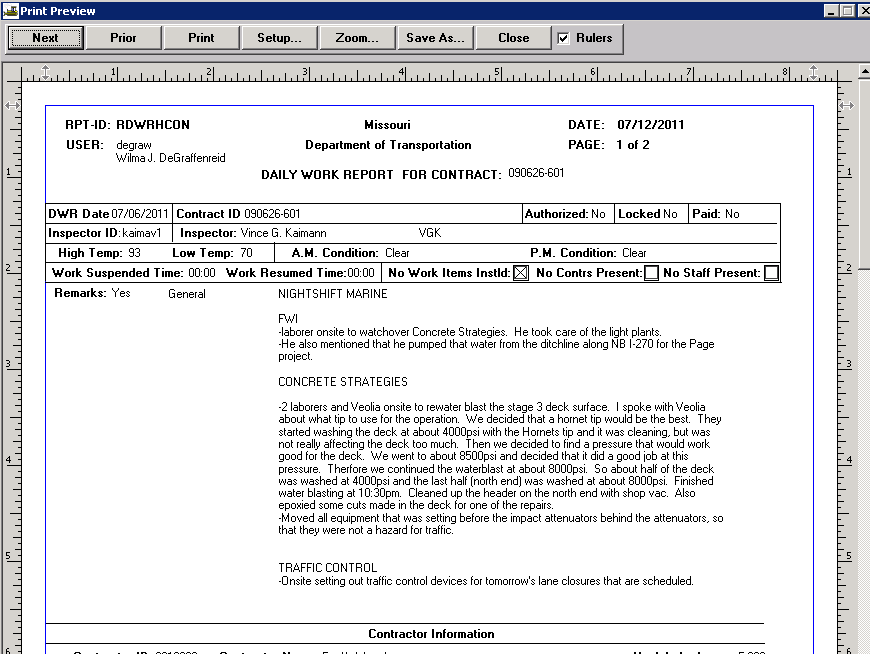 Print Preview
Next Prior Print Setup... Zoom... Save As... Close Rulers
1 2 3 4 5 6 7 8
1
2
3
4
5
6
RPT-ID: RDWRHCON Missouri DATE: 07/12/2011
USER: degraw Department of Transportation PAGE: 1 of 2
Wilma J. DeGraffenreid
DAILY WORK REPORT FOR CONTRACT: 090626-601
DWR Date 07/06/2011 Contract ID 090626-601 Authorized: No Locked No Paid: No
Inspector ID: kaimav1 Inspector: Vince G. Kaimann VGK
High Temp: 93 Low Temp: 70 A.M. Condition: Clear P.M. Condition: Clear
Work Suspended Time: 00:00 Work Resumed Time:00:00 No Work Items Instld: No Contrs Present: No Staff Present:
Remarks: Yes General NIGHTSHIFT MARINE
FWI
-laborer onsite to watchover Concrete Strategies. He took care of the light plants.
-He also mentioned that he pumped that water from the ditchline along NB I-270 for the Page
project.
CONCRETE STRATEGIES
-2 laborers and Veolia onsite to rewater blast the stage 3 deck surface. I spoke with Veolia
about what tip to use for the operation. We decided that a hornet tip would be the best. They
started washing the deck at about 4000psi with the Hornets tip and it was cleaning, but was
not really affecting the deck too much. Then we decided to find a pressure that would work
good for the deck. We went to about 8500psi and decided that it did a good job at this
pressure. Therfore we continued the waterblast at about 8000psi. So about half of the deck
was washed at 4000psi and the last half (north end) was washed at about 8000psi. Finished
water blasting at 10:30pm. Cleaned up the header on the north end with shop vac. Also
epoxied some cuts made in the deck for one of the repairs.
-Moved all equipment that was setting before the impact attenuators behind the attenuators, so
that they were not a hazard for traffic.
TRAFFIC CONTROL
-Onsite setting out traffic control devices for tomorrow's lane closures that are scheduled.
Contractor Information